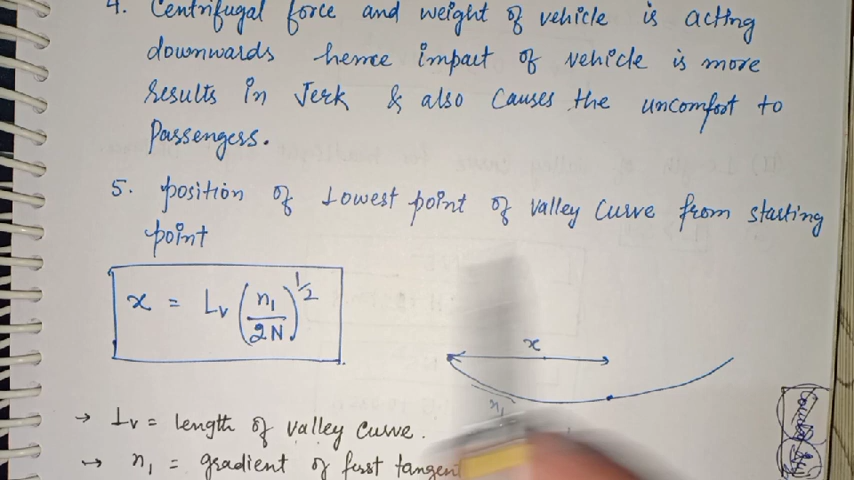 4. Centrifugal force and weight of vehicle is acting
downwards hence impact of vehicle is more
results in Jerk & also causes the uncomfort to
Passengers.
5. position of Lowest point of valley curve from starting
point
x = Lv (n1/2N)^1/2
x
n1
→ Lv = length of valley curve.
→ n1 = gradient of first tangent